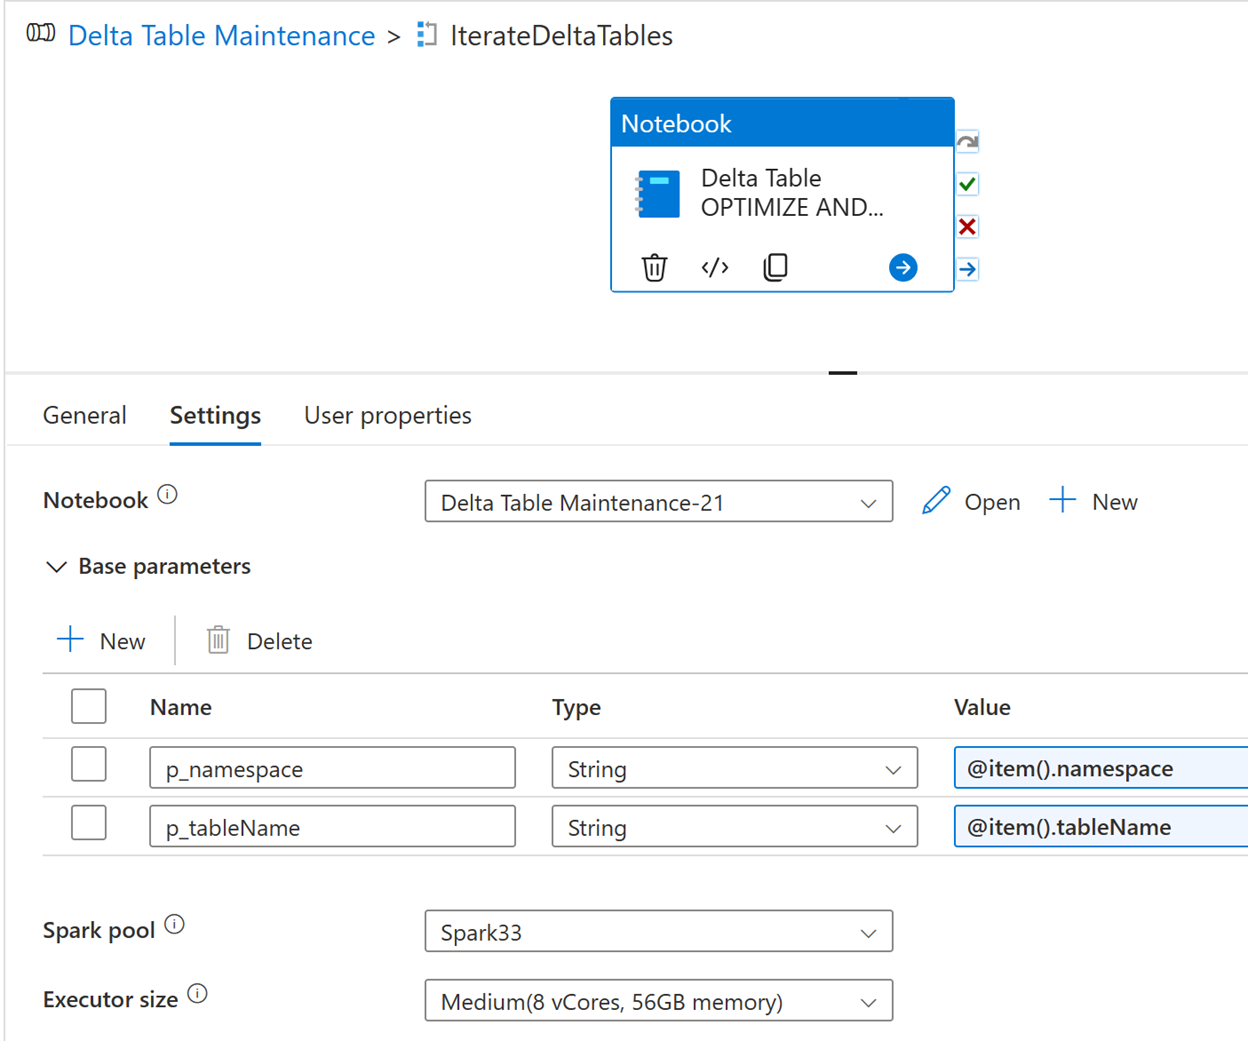 Delta Table Maintenance > IterateDeltaTables
Notebook
Delta Table
OPTIMIZE AND...
General Settings User properties
Notebook Delta Table Maintenance-21 Open New
Base parameters
New Delete
Name Type Value
p_namespace String @item().namespace
p_tableName String @item().tableName
Spark pool Spark33
Executor size Medium(8 vCores, 56GB memory)